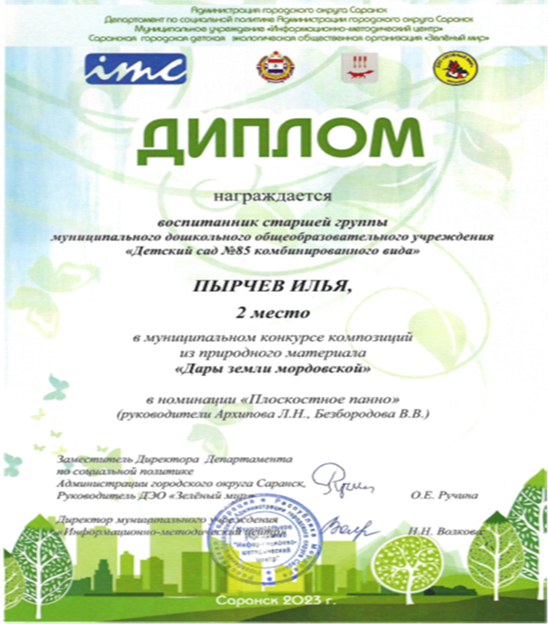 Администрация городского округа Саранск
Департамент по социальной политике Администрации городского округа Саранск
Муниципальное учреждение «Информационно-методический центр»
Саранская городская детская экологическая общественная организация «Зелёный мир»
imc
ДИПЛОМ
награждается
воспитанник старшей группы
муниципального дошкольного общеобразовательного учреждения
«Детский сад №85 комбинированного вида»
ПЫРЧЕВ ИЛЬЯ,
2 место
в муниципальном конкурсе композиций
из природного материала
«Дары земли мордовской»
в номинации «Плоскостное панно»
(руководители Архипова Л.Н., Безбородова В.В.)
Заместитель Директора Департамента
по социальной политике
Администрации городского округа Саранск,
Руководитель ДЭО «Зелёный мир» О.Е. Ручина
Директор муниципального учреждения
«Информационно-методический центр» Н.Н. Волкова
"Информационно-
методический
центр"
Саранск 2023 г.